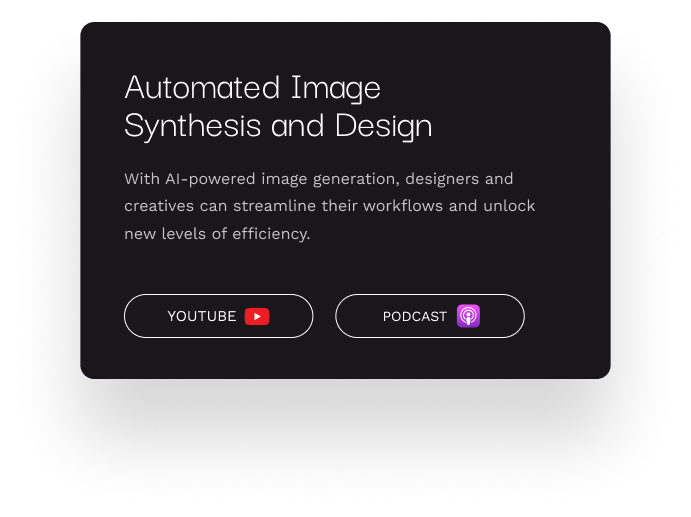 Automated Image
Synthesis and Design
With AI-powered image generation, designers and
creatives can streamline their workflows and unlock
new levels of efficiency.
YOUTUBE
PODCAST